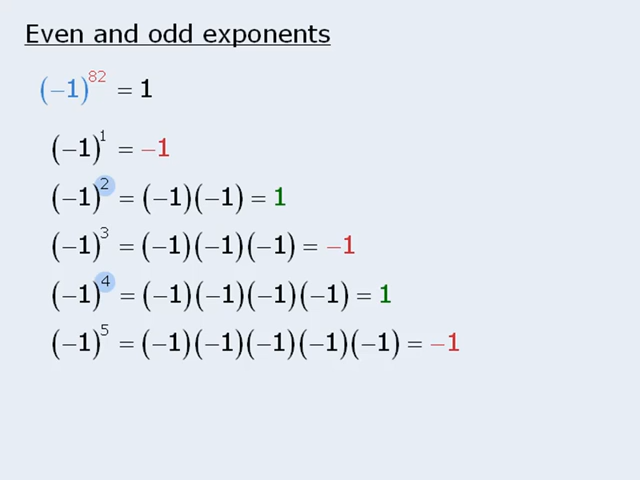 Even and odd exponents
(−1)^82 = 1
(−1)^1 = −1
(−1)^2 = (−1)(−1) = 1
(−1)^3 = (−1)(−1)(−1) = −1
(−1)^4 = (−1)(−1)(−1)(−1) = 1
(−1)^5 = (−1)(−1)(−1)(−1)(−1) = −1